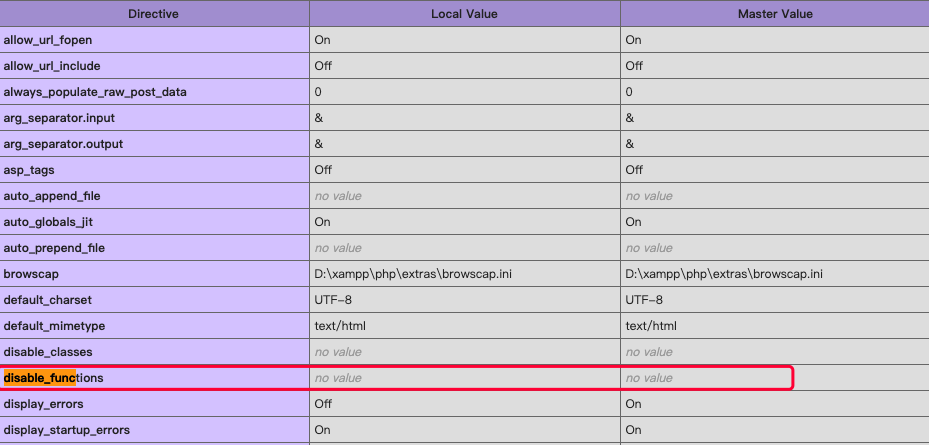 Directive Local Value Master Value
allow_url_fopen On On
allow_url_include Off Off
always_populate_raw_post_data 0 0
arg_separator.input & &
arg_separator.output & &
asp_tags Off Off
auto_append_file no value no value
auto_globals_jit On On
auto_prepend_file no value no value
browscap D:\xampp\php\extras\browscap.ini D:\xampp\php\extras\browscap.ini
default_charset UTF-8 UTF-8
default_mimetype text/html text/html
disable_classes no value no value
disable_functions no value no value
display_errors Off On
display_startup_errors On On